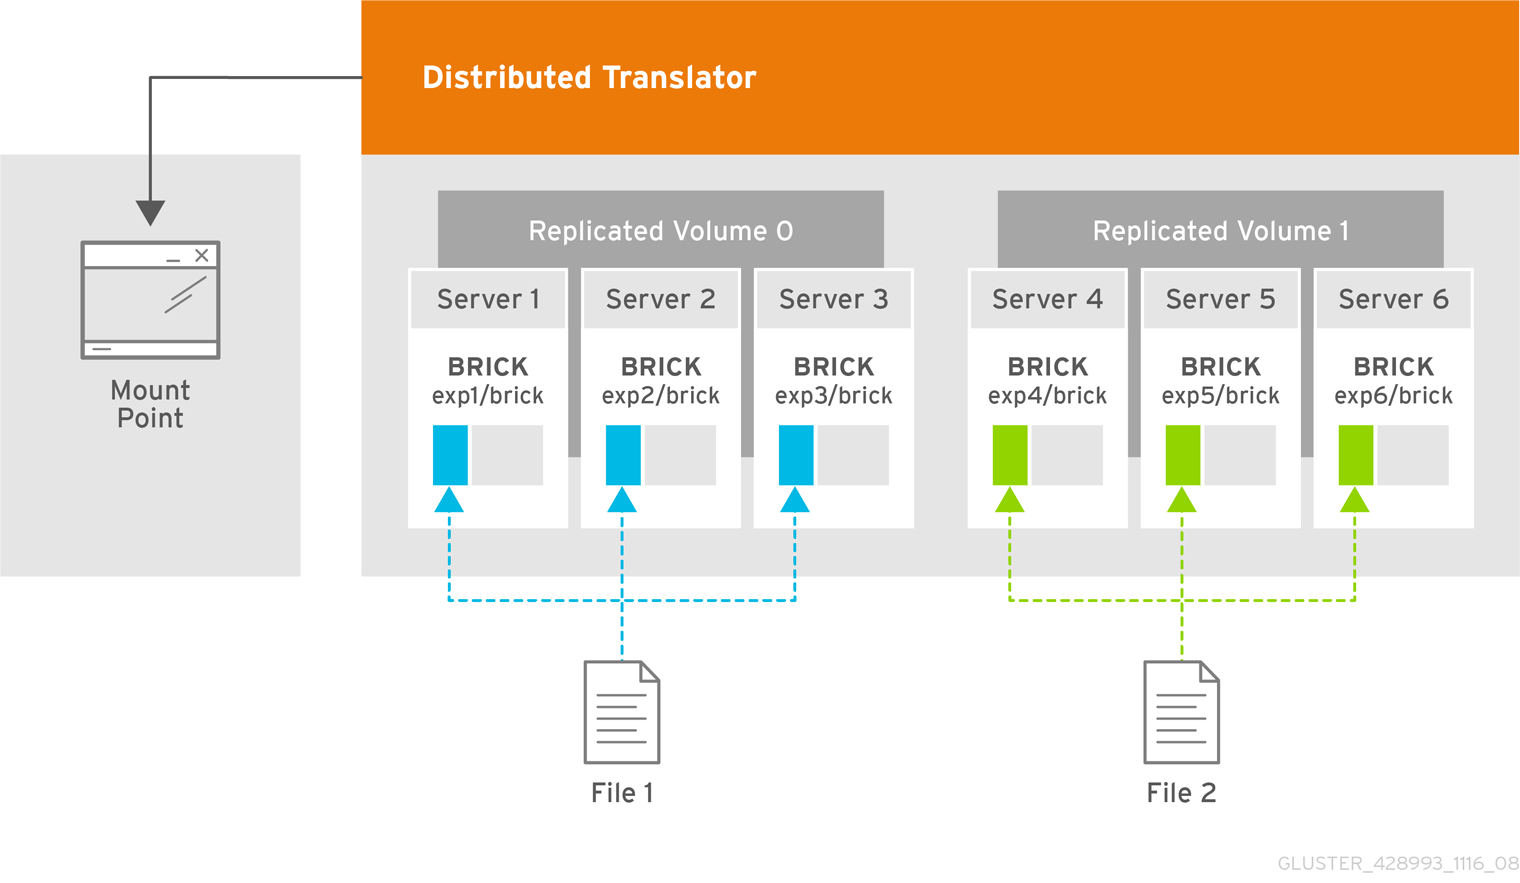 Distributed Translator
Mount
Point
Replicated Volume 0
Server 1
BRICK
exp1/brick
Server 2
BRICK
exp2/brick
Server 3
BRICK
exp3/brick
Replicated Volume 1
Server 4
BRICK
exp4/brick
Server 5
BRICK
exp5/brick
Server 6
BRICK
exp6/brick
File 1
File 2
GLUSTER_428993_1116_08